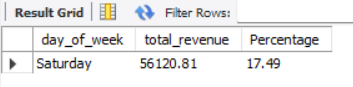 Result Grid Filter Rows:
day_of_week total_revenue Percentage
Saturday 56120.81 17.49